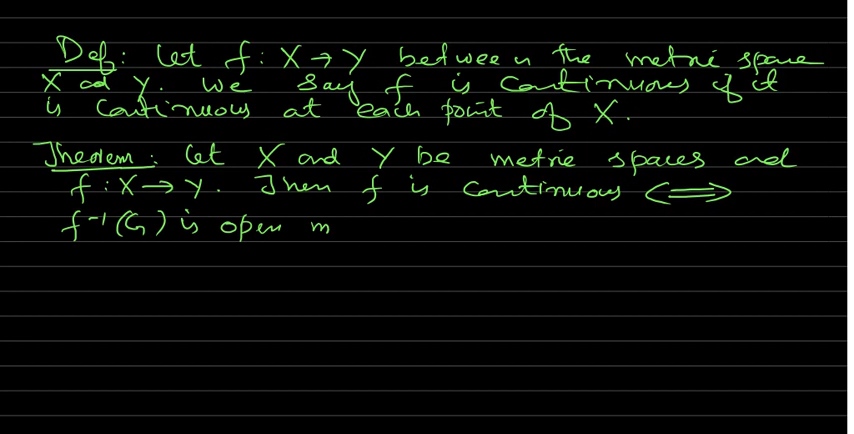 Def: Let f : X → Y between the metric space
X ad Y. We say f is continuous if it
is continuous at each point of X.
Theorem: Let X and Y be metric spaces and
f : X → Y. Then f is continuous ⟺
f⁻¹(G) is open in